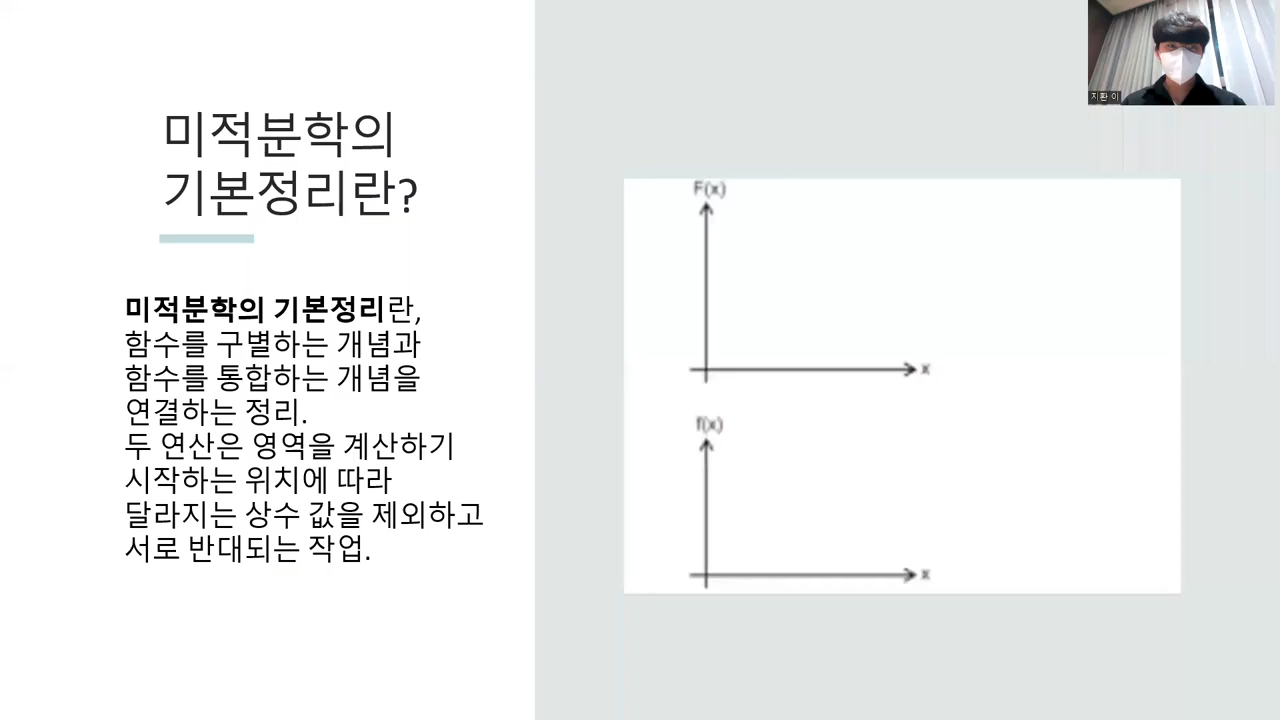 미적분학의
기본정리란?
미적분학의 기본정리란,
함수를 구별하는 개념과
함수를 통합하는 개념을
연결하는 정리.
두 연산은 영역을 계산하기
시작하는 위치에 따라
달라지는 상수 값을 제외하고
서로 반대되는 작업.
F(x)
x
f(x)
x
지환 이